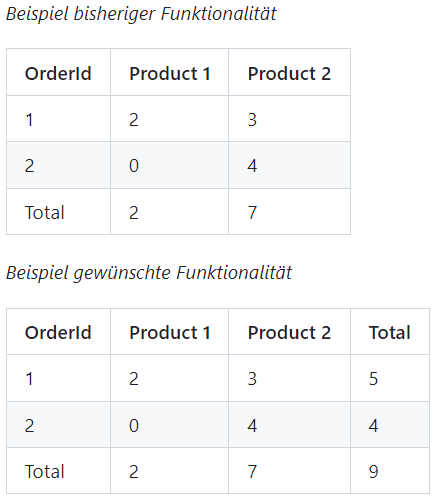 Beispiel bisheriger Funktionalität
OrderId Product 1 Product 2
1 2 3
2 0 4
Total 2 7
Beispiel gewünschte Funktionalität
OrderId Product 1 Product 2 Total
1 2 3 5
2 0 4 4
Total 2 7 9